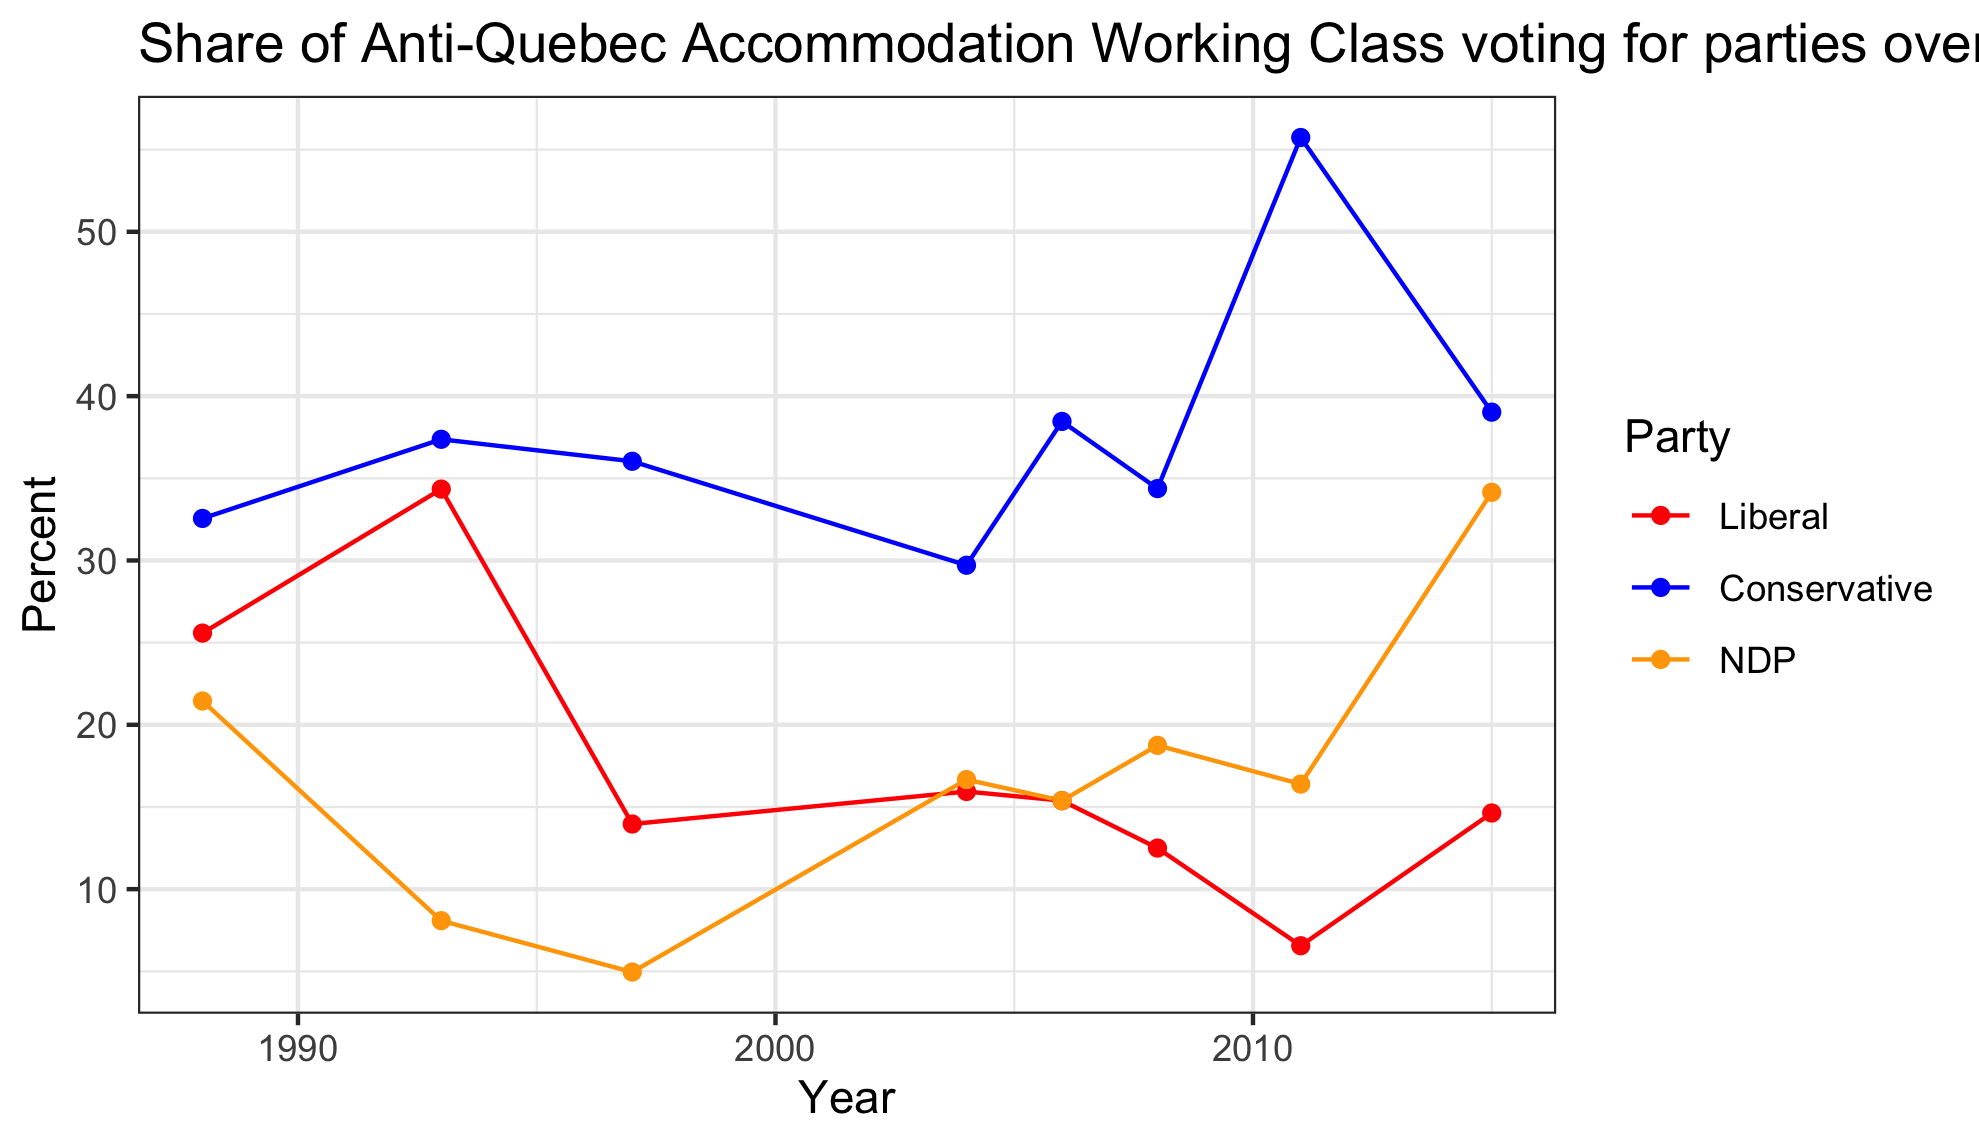 Share of Anti-Quebec Accommodation Working Class voting for parties over
50
40
30
20
10
Percent
1990 2000 2010
Year
Party
Liberal
Conservative
NDP